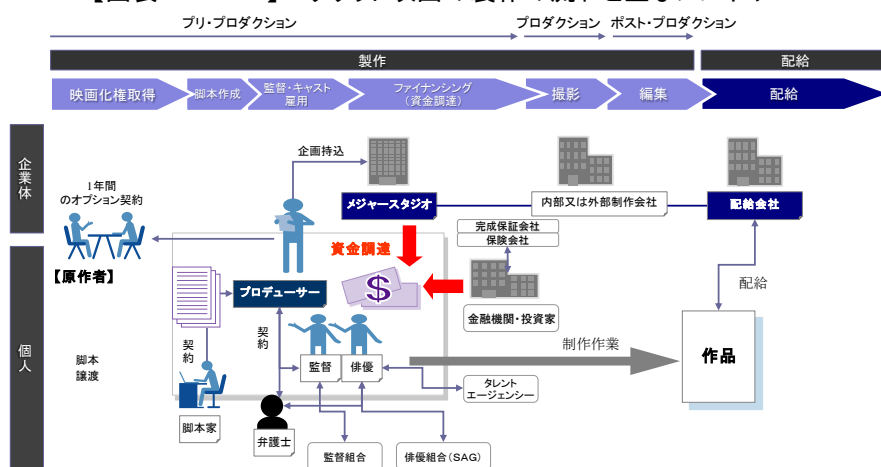 プリ・プロダクション
プロダクション
ポスト・プロダクション
製作
配給
映画化権取得
脚本作成
監督・キャスト
雇用
ファイナンシング
(資金調達)
撮影
編集
配給
企業体
個人
1年間
のオプション契約
【原作者】
企画持込
メジャースタジオ
内部又は外部制作会社
配給会社
完成保証会社
保険会社
資金調達
プロデューサー
$
金融機関・投資家
配給
契約
契約
監督
俳優
制作作業
作品
脚本
譲渡
脚本家
弁護士
タレント
エージェンシー
監督組合
俳優組合(SAG)